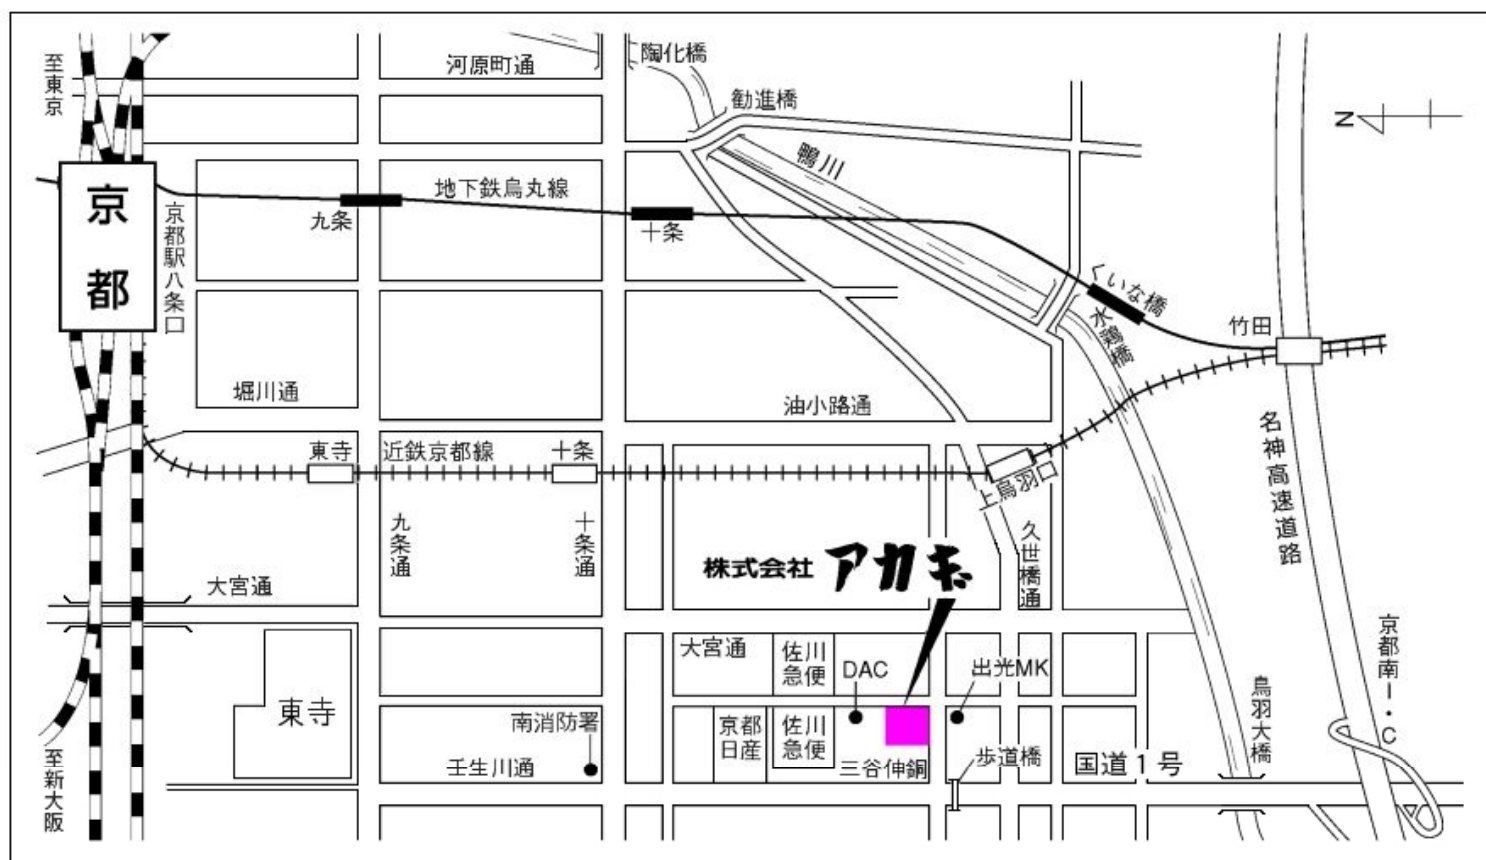 至東京
河原町通
陶化橋
勧進橋
N
鴨川
京都
京都駅八条口
地下鉄烏丸線
九条
十条
くいな橋
水鶏橋
竹田
堀川通
油小路通
名神高速道路
東寺
近鉄京都線
十条
上鳥羽口
九条通
十条通
久世橋通
株式会社 アカギ
大宮通
京都南I・C
大宮通
佐川
急便
DAC
出光MK
鳥羽大橋
東寺
南消防署
京都
日産
佐川
急便
三谷伸銅
歩道橋
国道1号
壬生川通
至新大阪